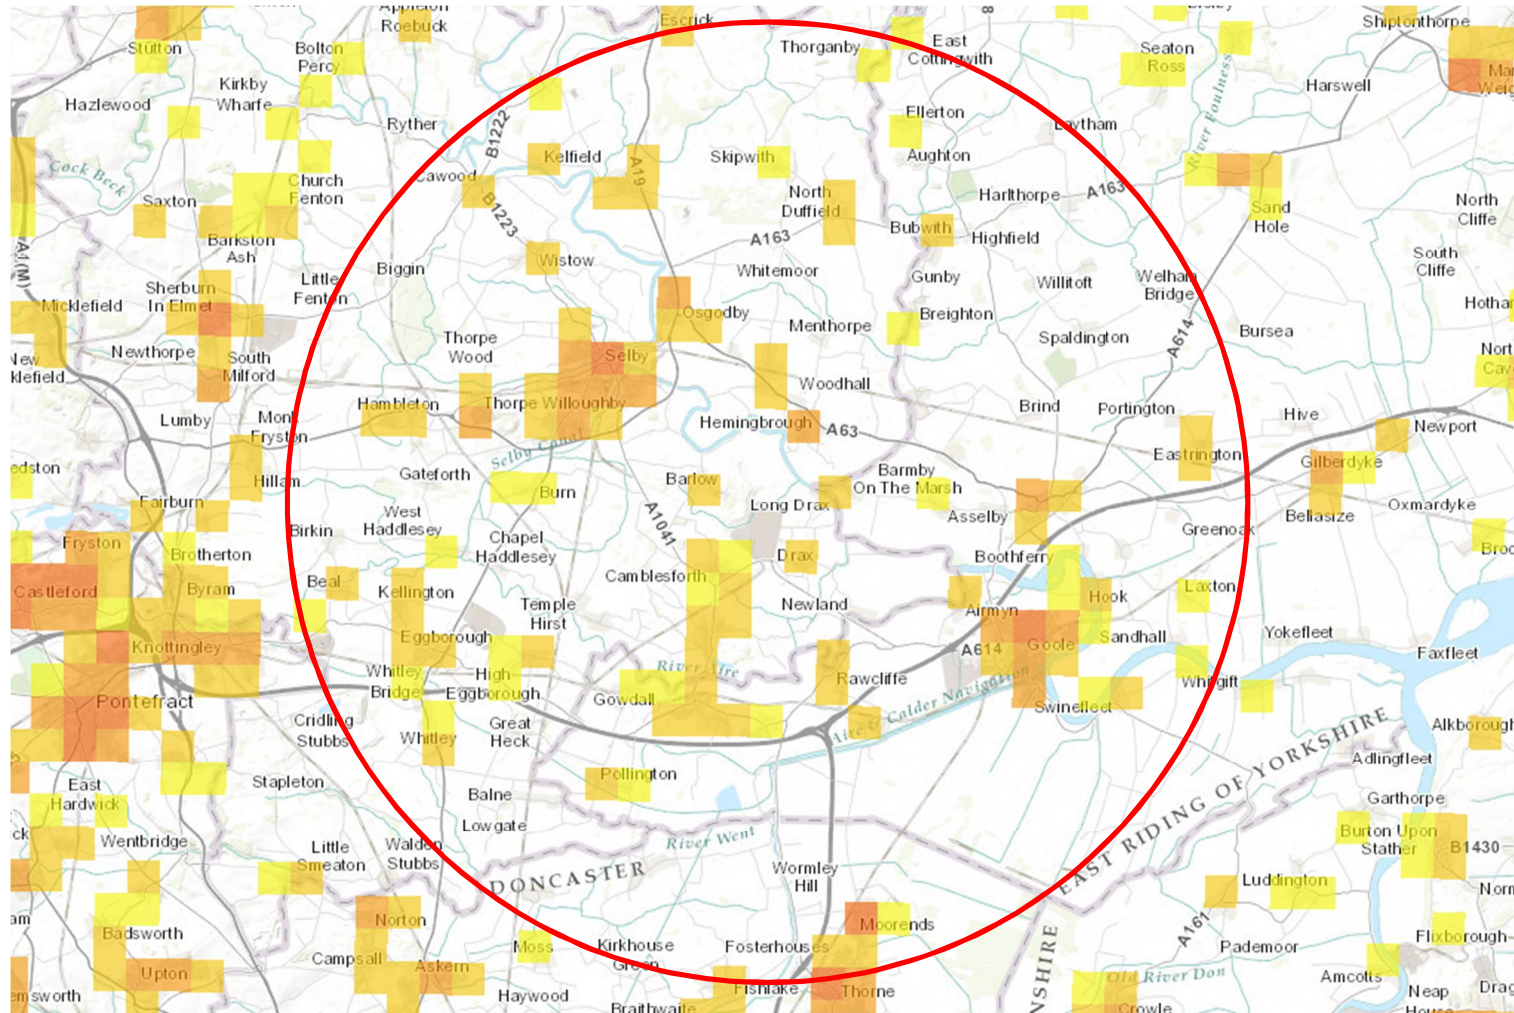 Appleton
Roebuck
Escrick
Shiptonthorpe
Stutton
Bolton
Percy
Thorganby
East
Cottingwith
Seaton
Ross
Kirkby
Wharfe
Hazlewood
Harswell
River Foulness
Ryther
B1222
Ellerton
Laytham
Cock Beck
Cawood
Kelfield
A19
Skipwith
Aughton
Church
Fenton
Saxton
B1223
North
Duffield
Harlthorpe
A163
Sand
Hole
North
Cliffe
Barkston
Ash
A1(M)
A163
Bubwith
Highfield
Biggin
Wistow
Whitemoor
Gunby
Willitoft
Welham
Bridge
South
Cliffe
Little
Fenton
Sherburn
In Elmet
Micklefield
Osgodby
Menthorpe
Breighton
Spaldington
A614
Bursea
Newthorpe
South
Milford
Thorpe
Wood
Selby
Woodhall
Lumby
Monk
Fryston
Hambleton
Thorpe Willoughby
Hemingbrough
A63
Brind
Portington
Hive
Newport
Selby Canal
Eastrington
Gilberdyke
Hillam
Gateforth
Burn
Barlow
Barmby
On The Marsh
Fairburn
Birkin
West
Haddlesey
A1041
Long Drax
Asselby
Bellasize
Oxmardyke
Greenoak
Fryston
Brotherton
Chapel
Haddlesey
Drax
Boothferry
Castleford
Byram
Beal
Kellington
Camblesforth
Temple
Hirst
Newland
Airmyn
Hook
Laxton
Knottingley
Eggborough
A614
Goole
Sandhall
Yokefleet
Faxfleet
Whitley
Bridge
High
Eggborough
River Aire
Gowdall
Rawcliffe
Aire & Calder Navigation
Whitgift
Swinefleet
Pontefract
Cridling
Stubbs
Whitley
Great
Heck
Alkborough
Adlingfleet
East
Hardwick
Stapleton
Balne
Pollington
Garthorpe
Lowgate
River Went
EAST RIDING OF YORKSHIRE
Wentbridge
Little
Smeaton
Walden
Stubbs
Burton Upon
Stather
B1430
DONCASTER
Wormley
Hill
Luddington
Norton
Badsworth
Moss
Kirkhouse
Green
Fosterhouses
Moorends
A161
Pademoor
Flixborough
Campsall
Askern
Upton
Haywood
Fishlake
Thorne
Old River Don
Amcotts
Neap
House
Braithwaite
Crowle